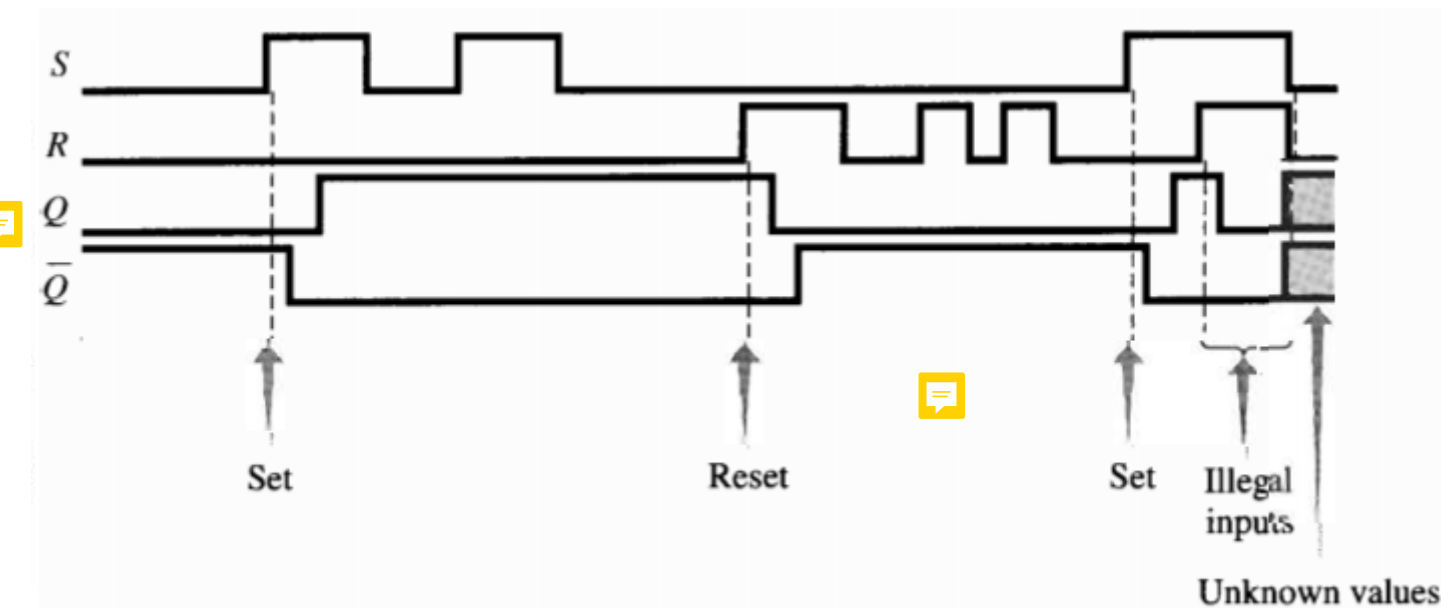 S
R
Q
Q̅
Set
Reset
Set
Illegal
inputs
Unknown values